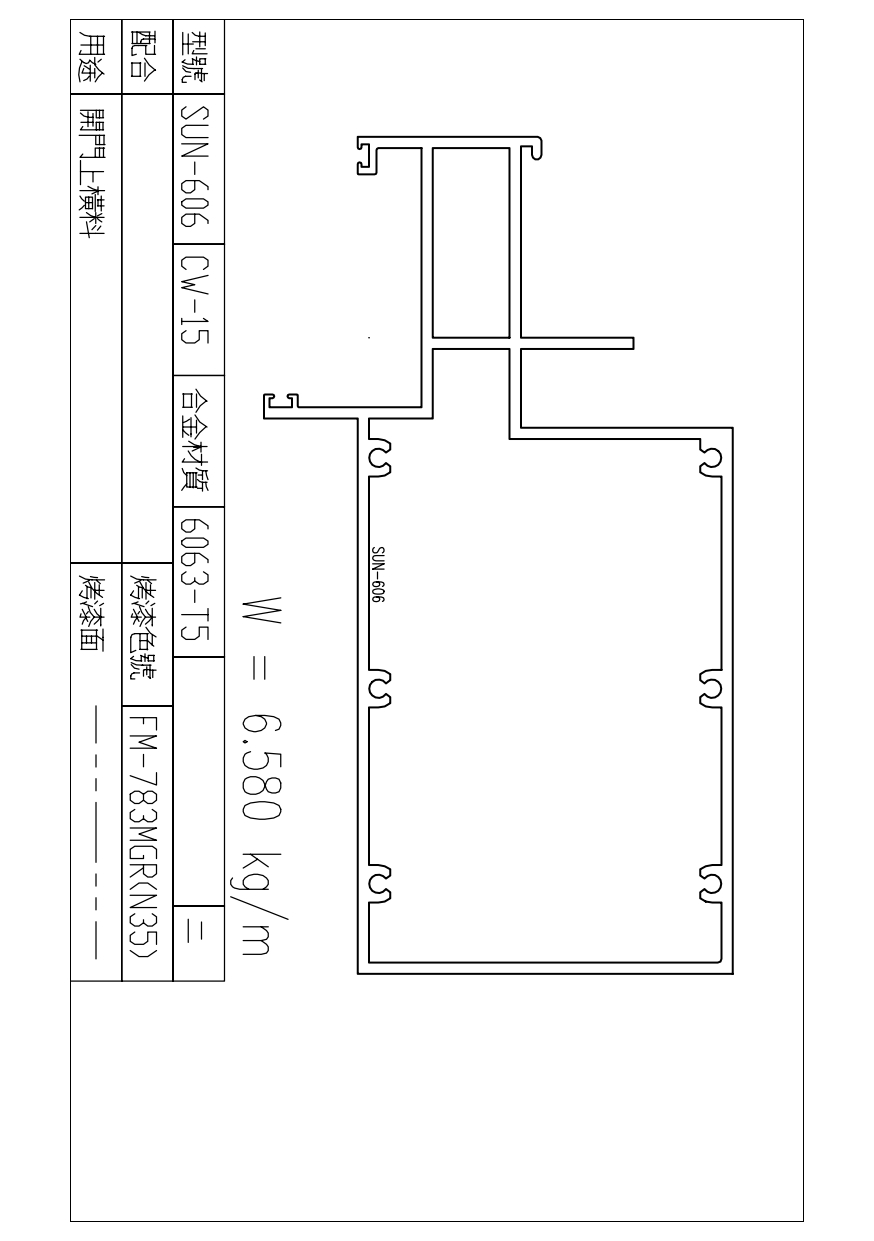 SUN-606
W = 6.580 kg/m
型號 SUN-606 CW-15 合金材質 6063-T5 二
配合 烤漆色號 FM-783MGR(N35)
用途 開門上橫料 烤漆面